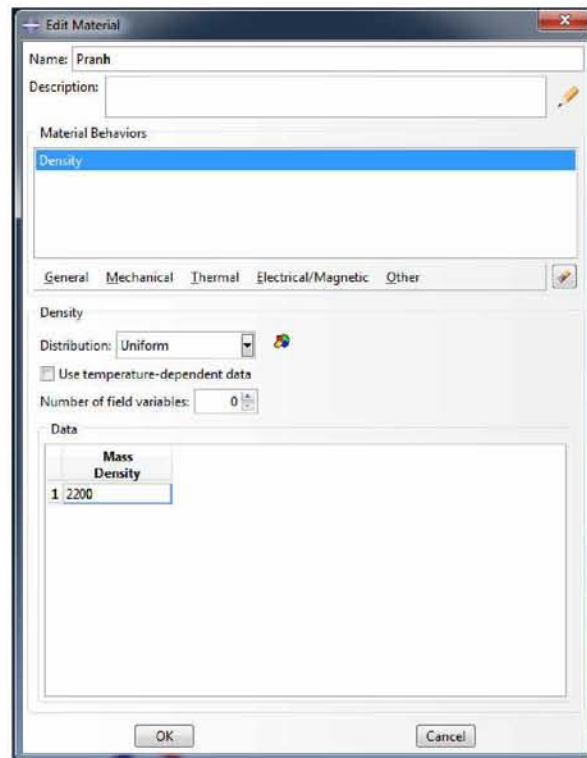 Edit Material
Name: Pranh
Description:
Material Behaviors
Density
General Mechanical Thermal Electrical/Magnetic Other
Density
Distribution: Uniform
Use temperature-dependent data
Number of field variables: 0
Data
Mass
Density
1 2200
OK Cancel